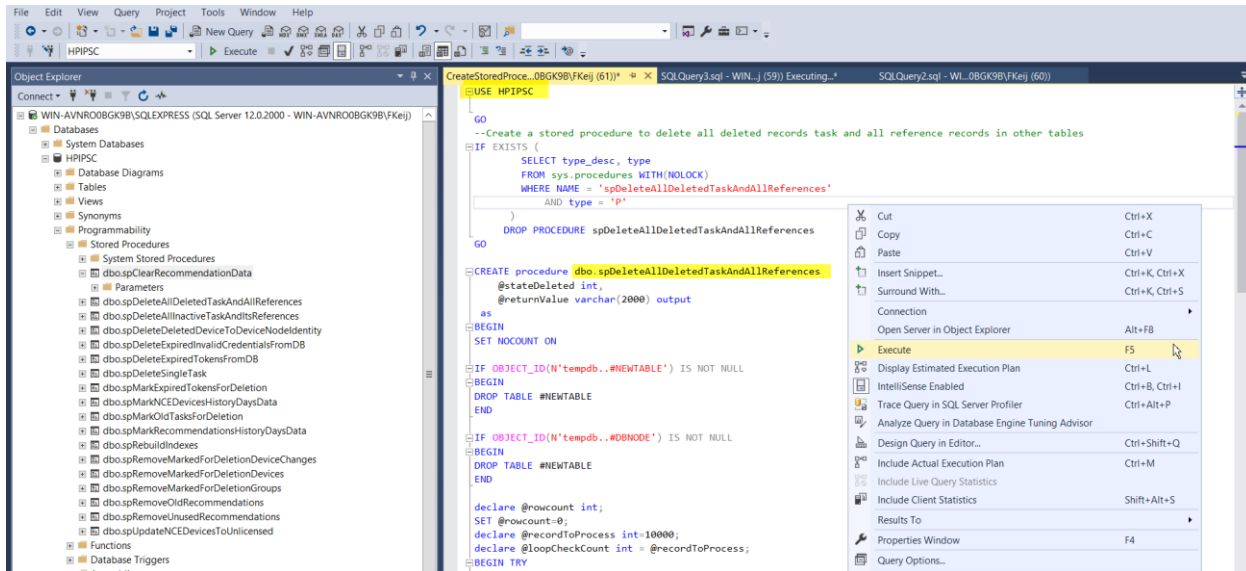 File Edit View Query Project Tools Window Help
New Query
HPIPSC Execute
Object Explorer
Connect
WIN-AVNRO0BGK9B\SQLEXPRESS (SQL Server 12.0.2000 - WIN-AVNRO0BGK9B\FKeij)
Databases
System Databases
HPIPSC
Database Diagrams
Tables
Views
Synonyms
Programmability
Stored Procedures
System Stored Procedures
dbo.spClearRecommendationData
Parameters
dbo.spDeleteAllDeletedTaskAndAllReferences
dbo.spDeleteAllInactiveTaskAndItsReferences
dbo.spDeleteDeletedDeviceToDeviceNodeIdentity
dbo.spDeleteExpiredInvalidCredentialsFromDB
dbo.spDeleteExpiredTokensFromDB
dbo.spDeleteSingleTask
dbo.spMarkExpiredTokensForDeletion
dbo.spMarkNCEDevicesHistoryDaysData
dbo.spMarkOldTasksForDeletion
dbo.spMarkRecommendationsHistoryDaysData
dbo.spRebuildIndexes
dbo.spRemoveMarkedForDeletionDeviceChanges
dbo.spRemoveMarkedForDeletionDevices
dbo.spRemoveMarkedForDeletionGroups
dbo.spRemoveOldRecommendations
dbo.spRemoveUnusedRecommendations
dbo.spUpdateNCEDevicesToUnlicensed
Functions
Database Triggers
CreateStoredProce...0BGK9B\FKeij (61))* SQLQuery3.sql - WIN...j (59)) Executing...* SQLQuery2.sql - WI...0BGK9B\FKeij (60))
USE HPIPSC
GO
--Create a stored procedure to delete all deleted records task and all reference records in other tables
IF EXISTS (
SELECT type_desc, type
FROM sys.procedures WITH(NOLOCK)
WHERE NAME = 'spDeleteAllDeletedTaskAndAllReferences'
AND type = 'P'
)
DROP PROCEDURE spDeleteAllDeletedTaskAndAllReferences
GO
CREATE procedure dbo.spDeleteAllDeletedTaskAndAllReferences
@stateDeleted int,
@returnValue varchar(2000) output
as
BEGIN
SET NOCOUNT ON
IF OBJECT_ID(N'tempdb..#NEWTABLE') IS NOT NULL
BEGIN
DROP TABLE #NEWTABLE
END
IF OBJECT_ID(N'tempdb..#DBNODE') IS NOT NULL
BEGIN
DROP TABLE #NEWTABLE
END
declare @rowcount int;
SET @rowcount=0;
declare @recordToProcess int=10000;
declare @loopCheckCount int = @recordToProcess;
BEGIN TRY
Cut Ctrl+X
Copy Ctrl+C
Paste Ctrl+V
Insert Snippet... Ctrl+K, Ctrl+X
Surround With... Ctrl+K, Ctrl+S
Connection
Open Server in Object Explorer Alt+F8
Execute F5
Display Estimated Execution Plan Ctrl+L
IntelliSense Enabled Ctrl+B, Ctrl+I
Trace Query in SQL Server Profiler Ctrl+Alt+P
Analyze Query in Database Engine Tuning Advisor
Design Query in Editor... Ctrl+Shift+Q
Include Actual Execution Plan Ctrl+M
Include Live Query Statistics
Include Client Statistics Shift+Alt+S
Results To
Properties Window F4
Query Options...